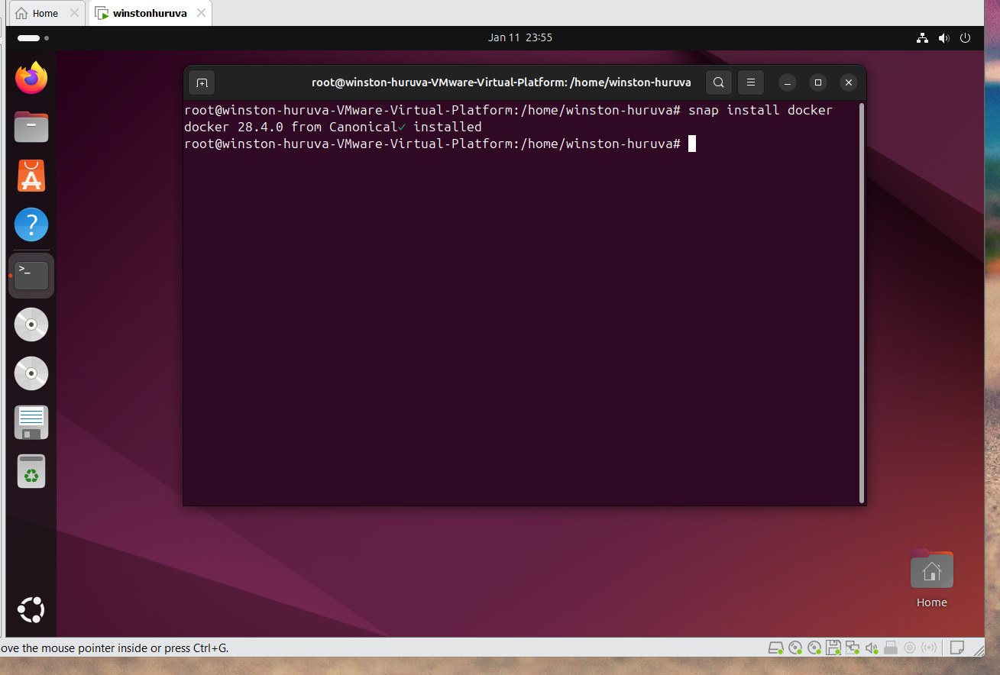 Home
winstonhuruva
Jan 11 23:55
root@winston-huruva-VMware-Virtual-Platform: /home/winston-huruva
root@winston-huruva-VMware-Virtual-Platform:/home/winston-huruva# snap install docker
docker 28.4.0 from Canonical✓ installed
root@winston-huruva-VMware-Virtual-Platform:/home/winston-huruva#
Home
ove the mouse pointer inside or press Ctrl+G.